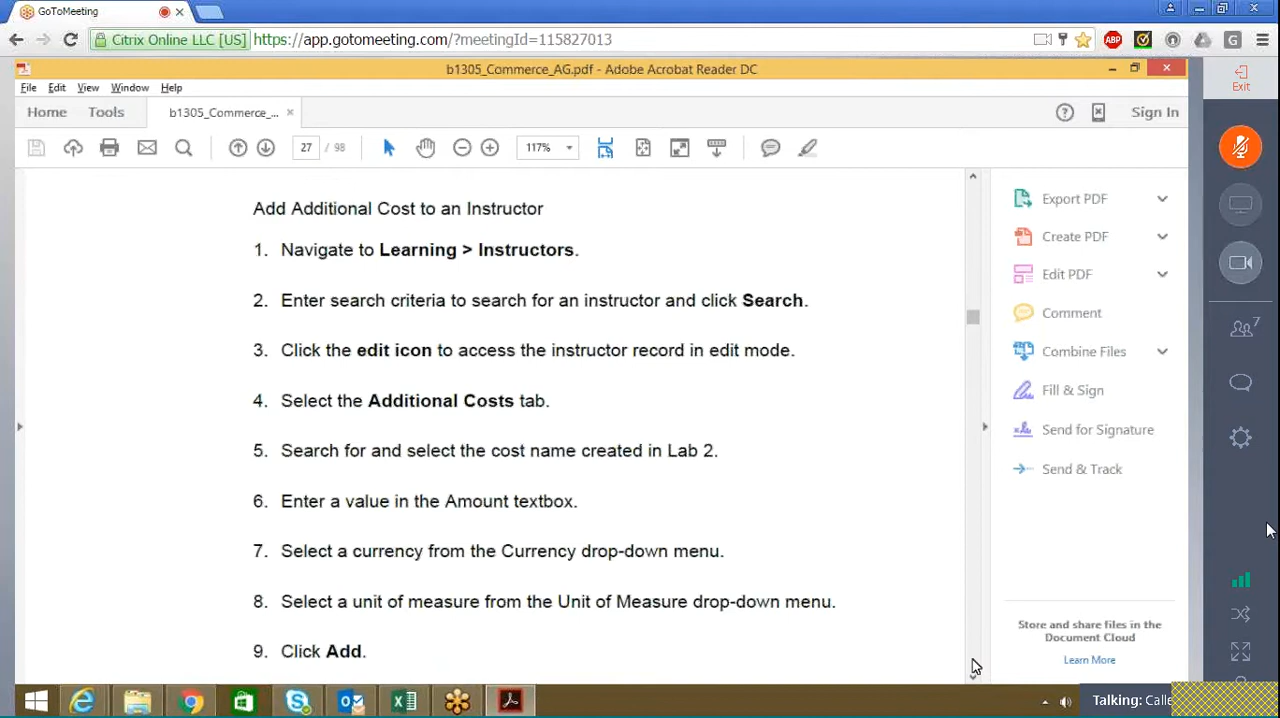 GoToMeeting
Citrix Online LLC [US] https://app.gotomeeting.com/?meetingId=115827013
ABP
G
b1305_Commerce_AG.pdf - Adobe Acrobat Reader DC
File Edit View Window Help
Exit
Home Tools b1305_Commerce_...
Sign In
27 / 98
117%
Add Additional Cost to an Instructor
1. Navigate to Learning > Instructors.
2. Enter search criteria to search for an instructor and click Search.
3. Click the edit icon to access the instructor record in edit mode.
4. Select the Additional Costs tab.
5. Search for and select the cost name created in Lab 2.
6. Enter a value in the Amount textbox.
7. Select a currency from the Currency drop-down menu.
8. Select a unit of measure from the Unit of Measure drop-down menu.
9. Click Add.
Export PDF
Create PDF
Edit PDF
Comment
Combine Files
Fill & Sign
Send for Signature
Send & Track
Store and share files in the
Document Cloud
Learn More
7
Talking: Calle